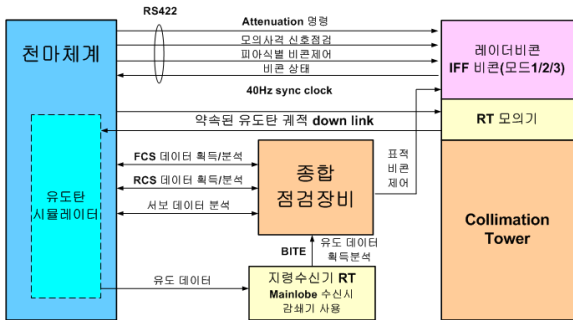 RS422
천마체계
Attenuation 명령
모의사격 신호점검
피아식별 비콘제어
비콘 상태
레이더비콘
IFF 비콘(모드1/2/3)
40Hz sync clock
약속된 유도탄 궤적 down link
RT 모의기
FCS 데이터 획득/분석
RCS 데이터 획득/분석
서보 데이터 분석
종합
점검장비
표적
비콘
제어
유도탄
시뮬레이터
Collimation
Tower
BITE
유도 데이터
획득분석
유도 데이터
지령수신기 RT
Mainlobe 수신시
감쇄기 사용